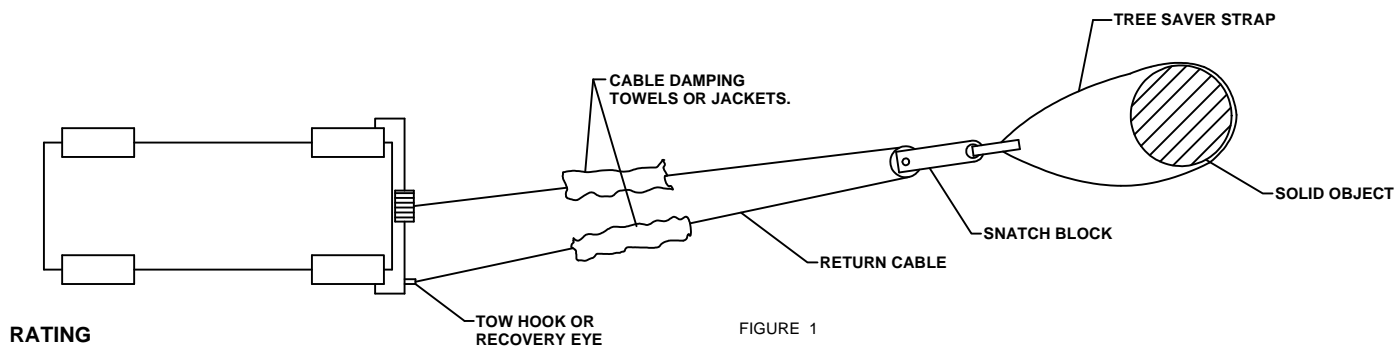 TREE SAVER STRAP
CABLE DAMPING
TOWELS OR JACKETS.
SOLID OBJECT
SNATCH BLOCK
RETURN CABLE
TOW HOOK OR
RECOVERY EYE
FIGURE 1
RATING